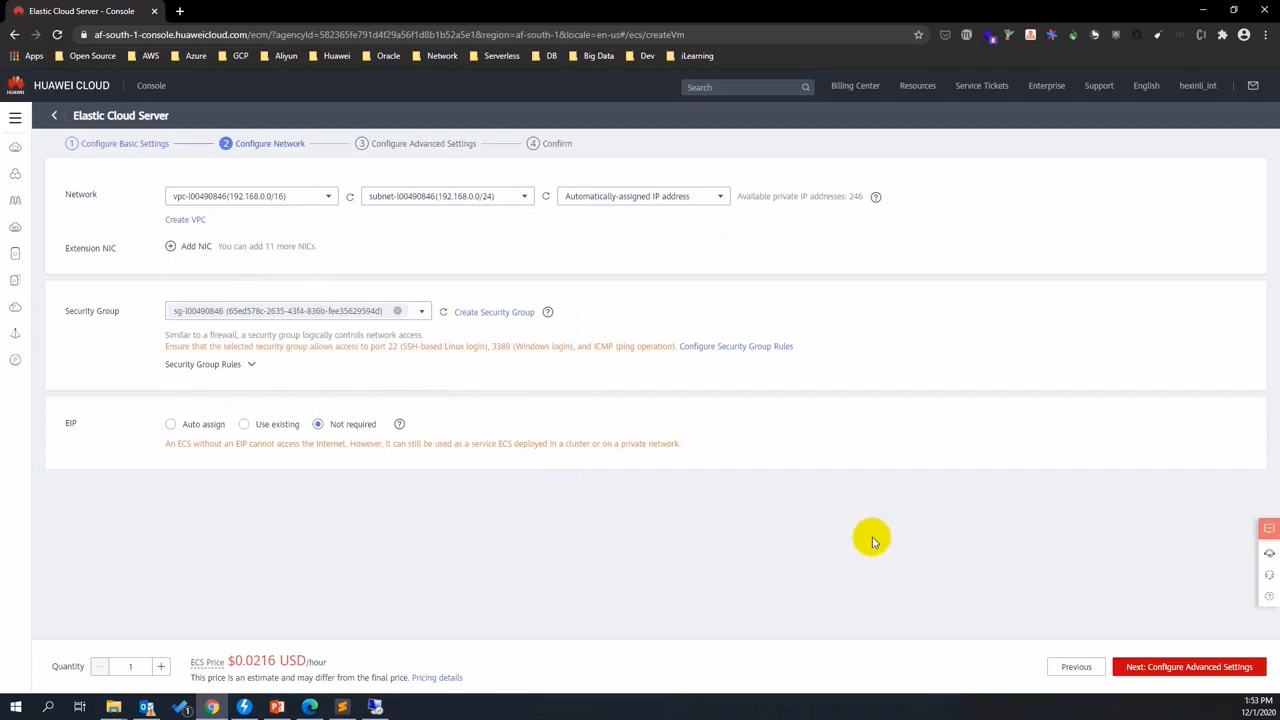 Elastic Cloud Server - Console
af-south-1-console.huaweicloud.com/ecm/?agencyId=582365fe791d4f29a56f1d8b1b52a5e1&region=af-south-1&locale=en-us#/ecs/createVm
Apps Open Source AWS Azure GCP Aliyun Huawei Oracle Network Serverless DB Big Data Dev iLearning
HUAWEI CLOUD Console Search Billing Center Resources Service Tickets Enterprise Support English hexinli_int
Elastic Cloud Server
1 Configure Basic Settings 2 Configure Network 3 Configure Advanced Settings 4 Confirm
Network vpc-l00490846(192.168.0.0/16) subnet-l00490846(192.168.0.0/24) Automatically-assigned IP address Available private IP addresses: 246
Create VPC
Extension NIC Add NIC You can add 11 more NICs.
Security Group sg-l00490846 (65ed578c-2635-43f4-836b-fee35629594d) Create Security Group
Similar to a firewall, a security group logically controls network access.
Ensure that the selected security group allows access to port 22 (SSH-based Linux login), 3389 (Windows login), and ICMP (ping operation). Configure Security Group Rules
Security Group Rules
EIP Auto assign Use existing Not required
An ECS without an EIP cannot access the Internet. However, it can still be used as a service ECS deployed in a cluster or on a private network.
Quantity 1 ECS Price $0.0216 USD/hour Previous Next: Configure Advanced Settings
This price is an estimate and may differ from the final price. Pricing details
1:53 PM
12/1/2020